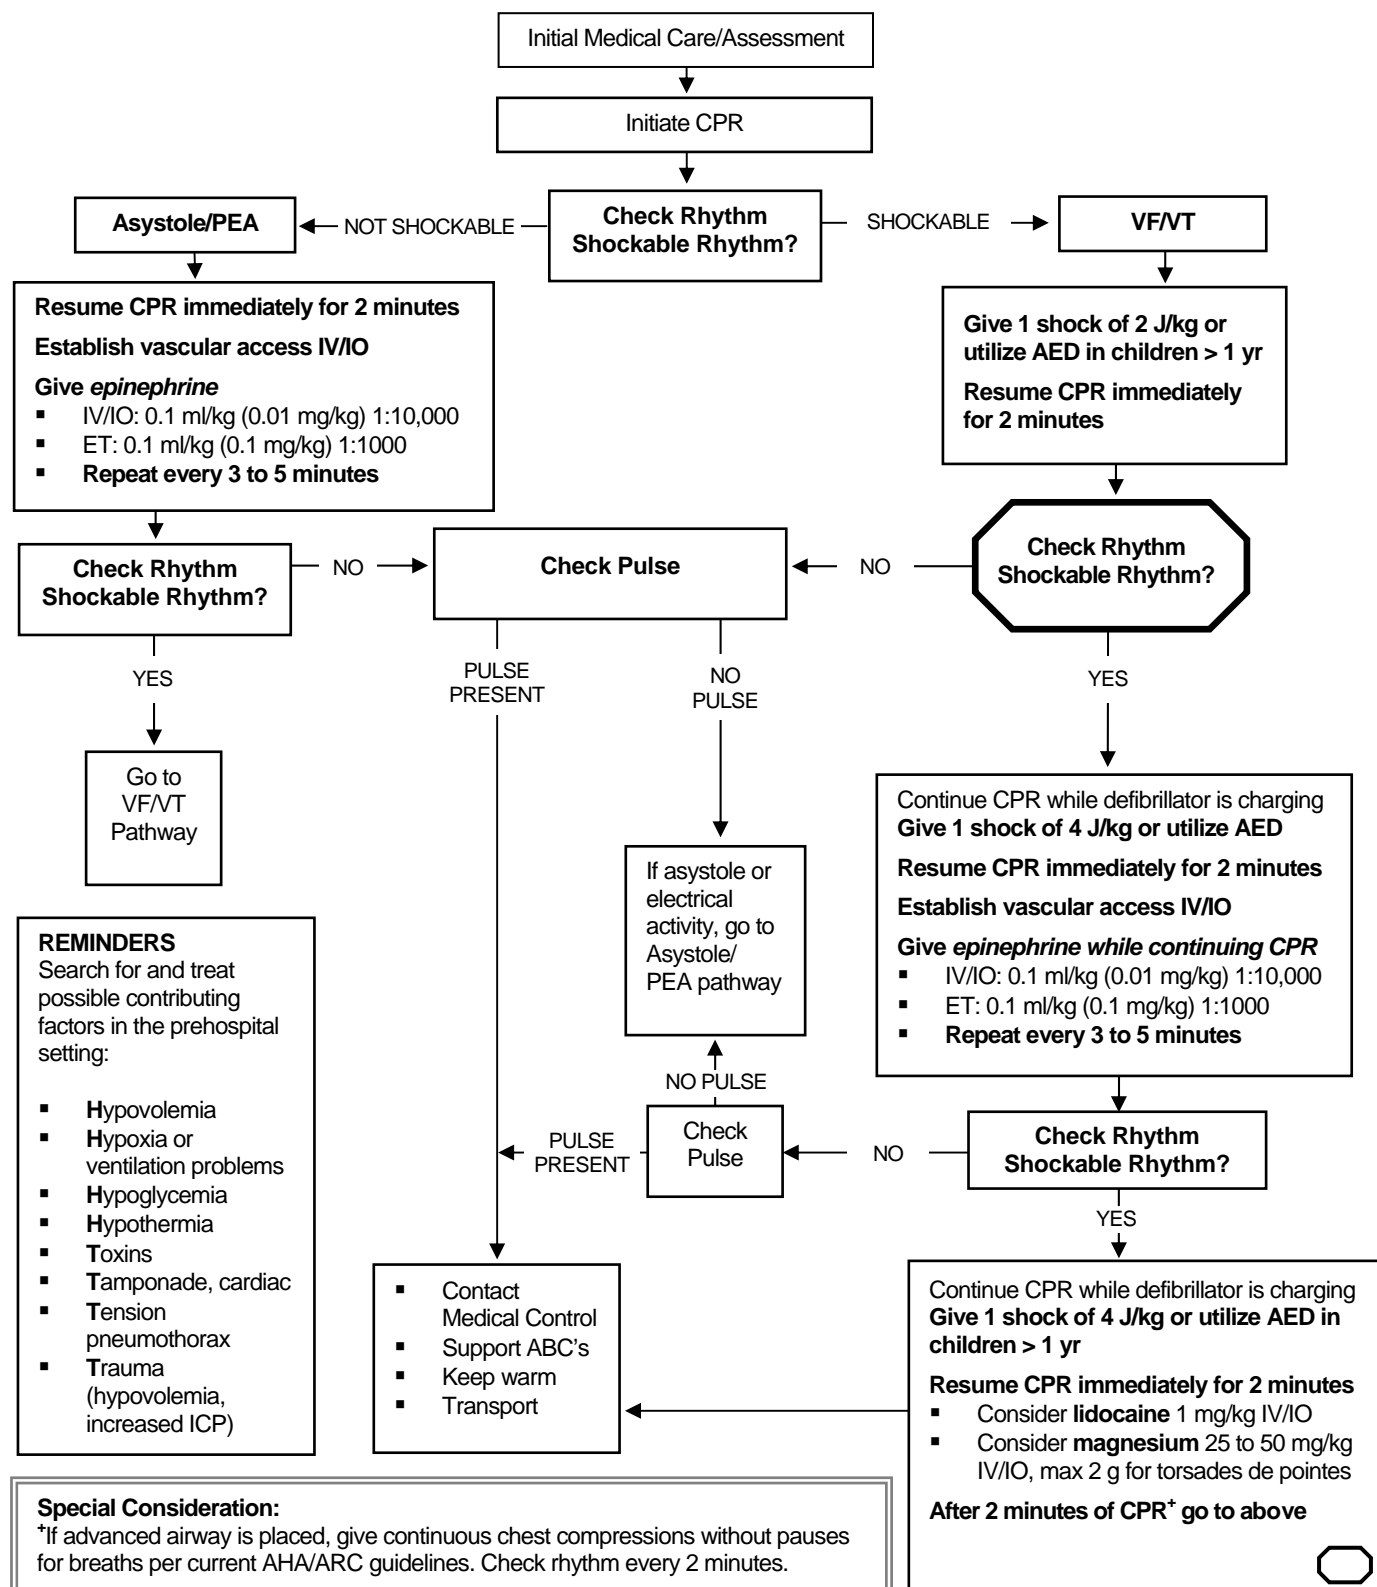 Initial Medical Care/Assessment
Initiate CPR
Check Rhythm
Shockable Rhythm?
NOT SHOCKABLE
SHOCKABLE
Asystole/PEA
VF/VT
Resume CPR immediately for 2 minutes
Establish vascular access IV/IO
Give epinephrine
▪ IV/IO: 0.1 ml/kg (0.01 mg/kg) 1:10,000
▪ ET: 0.1 ml/kg (0.1 mg/kg) 1:1000
▪ Repeat every 3 to 5 minutes
Give 1 shock of 2 J/kg or
utilize AED in children > 1 yr
Resume CPR immediately
for 2 minutes
Check Rhythm
Shockable Rhythm?
NO
Check Pulse
NO
Check Rhythm
Shockable Rhythm?
YES
PULSE
PRESENT
NO
PULSE
YES
Go to
VF/VT
Pathway
If asystole or
electrical
activity, go to
Asystole/
PEA pathway
Continue CPR while defibrillator is charging
Give 1 shock of 4 J/kg or utilize AED
Resume CPR immediately for 2 minutes
Establish vascular access IV/IO
Give epinephrine while continuing CPR
▪ IV/IO: 0.1 ml/kg (0.01 mg/kg) 1:10,000
▪ ET: 0.1 ml/kg (0.1 mg/kg) 1:1000
▪ Repeat every 3 to 5 minutes
REMINDERS
Search for and treat
possible contributing
factors in the prehospital
setting:
▪ Hypovolemia
▪ Hypoxia or
ventilation problems
▪ Hypoglycemia
▪ Hypothermia
▪ Toxins
▪ Tamponade, cardiac
▪ Tension
pneumothorax
▪ Trauma
(hypovolemia,
increased ICP)
NO PULSE
Check
Pulse
PULSE
PRESENT
NO
Check Rhythm
Shockable Rhythm?
YES
▪ Contact
Medical Control
▪ Support ABC's
▪ Keep warm
▪ Transport
Continue CPR while defibrillator is charging
Give 1 shock of 4 J/kg or utilize AED in
children > 1 yr
Resume CPR immediately for 2 minutes
▪ Consider lidocaine 1 mg/kg IV/IO
▪ Consider magnesium 25 to 50 mg/kg
IV/IO, max 2 g for torsades de pointes
After 2 minutes of CPR+ go to above
Special Consideration:
+If advanced airway is placed, give continuous chest compressions without pauses
for breaths per current AHA/ARC guidelines. Check rhythm every 2 minutes.